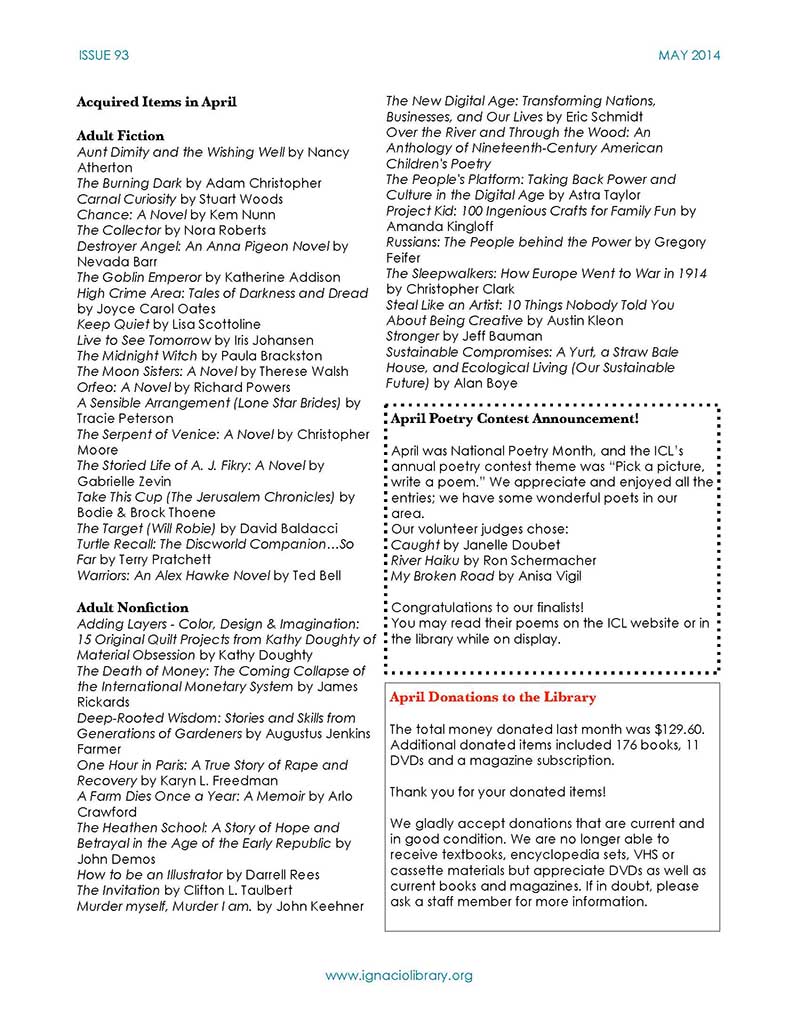 ISSUE 93
MAY 2014
Acquired Items in April
Adult Fiction
Aunt Dimity and the Wishing Well by Nancy
Atherton
The Burning Dark by Adam Christopher
Carnal Curiosity by Stuart Woods
Chance: A Novel by Kem Nunn
The Collector by Nora Roberts
Destroyer Angel: An Anna Pigeon Novel by
Nevada Barr
The Goblin Emperor by Katherine Addison
High Crime Area: Tales of Darkness and Dread
by Joyce Carol Oates
Keep Quiet by Lisa Scottoline
Live to See Tomorrow by Iris Johansen
The Midnight Witch by Paula Brackston
The Moon Sisters: A Novel by Therese Walsh
Orfeo: A Novel by Richard Powers
A Sensible Arrangement (Lone Star Brides) by
Tracie Peterson
The Serpent of Venice: A Novel by Christopher
Moore
The Storied Life of A. J. Fikry: A Novel by
Gabrielle Zevin
Take This Cup (The Jerusalem Chronicles) by
Bodie & Brock Thoene
The Target (Will Robie) by David Baldacci
Turtle Recall: The Discworld Companion…So
Far by Terry Pratchett
Warriors: An Alex Hawke Novel by Ted Bell
Adult Nonfiction
Adding Layers - Color, Design & Imagination:
15 Original Quilt Projects from Kathy Doughty of
Material Obsession by Kathy Doughty
The Death of Money: The Coming Collapse of
the International Monetary System by James
Rickards
Deep-Rooted Wisdom: Stories and Skills from
Generations of Gardeners by Augustus Jenkins
Farmer
One Hour in Paris: A True Story of Rape and
Recovery by Karyn L. Freedman
A Farm Dies Once a Year: A Memoir by Arlo
Crawford
The Heathen School: A Story of Hope and
Betrayal in the Age of the Early Republic by
John Demos
How to be an Illustrator by Darrell Rees
The Invitation by Clifton L. Taulbert
Murder myself, Murder I am. by John Keehner
The New Digital Age: Transforming Nations,
Businesses, and Our Lives by Eric Schmidt
Over the River and Through the Wood: An
Anthology of Nineteenth-Century American
Children's Poetry
The People's Platform: Taking Back Power and
Culture in the Digital Age by Astra Taylor
Project Kid: 100 Ingenious Crafts for Family Fun by
Amanda Kingloff
Russians: The People behind the Power by Gregory
Feifer
The Sleepwalkers: How Europe Went to War in 1914
by Christopher Clark
Steal Like an Artist: 10 Things Nobody Told You
About Being Creative by Austin Kleon
Stronger by Jeff Bauman
Sustainable Compromises: A Yurt, a Straw Bale
House, and Ecological Living (Our Sustainable
Future) by Alan Boye
April Poetry Contest Announcement!
April was National Poetry Month, and the ICL's
annual poetry contest theme was “Pick a picture,
write a poem.” We appreciate and enjoyed all the
entries; we have some wonderful poets in our
area.
Our volunteer judges chose:
Caught by Janelle Doubet
River Haiku by Ron Schermacher
My Broken Road by Anisa Vigil
Congratulations to our finalists!
You may read their poems on the ICL website or in
the library while on display.
April Donations to the Library
The total money donated last month was $129.60.
Additional donated items included 176 books, 11
DVDs and a magazine subscription.
Thank you for your donated items!
We gladly accept donations that are current and
in good condition. We are no longer able to
receive textbooks, encyclopedia sets, VHS or
cassette materials but appreciate DVDs as well as
current books and magazines. If in doubt, please
ask a staff member for more information.
www.ignaciolibrary.org